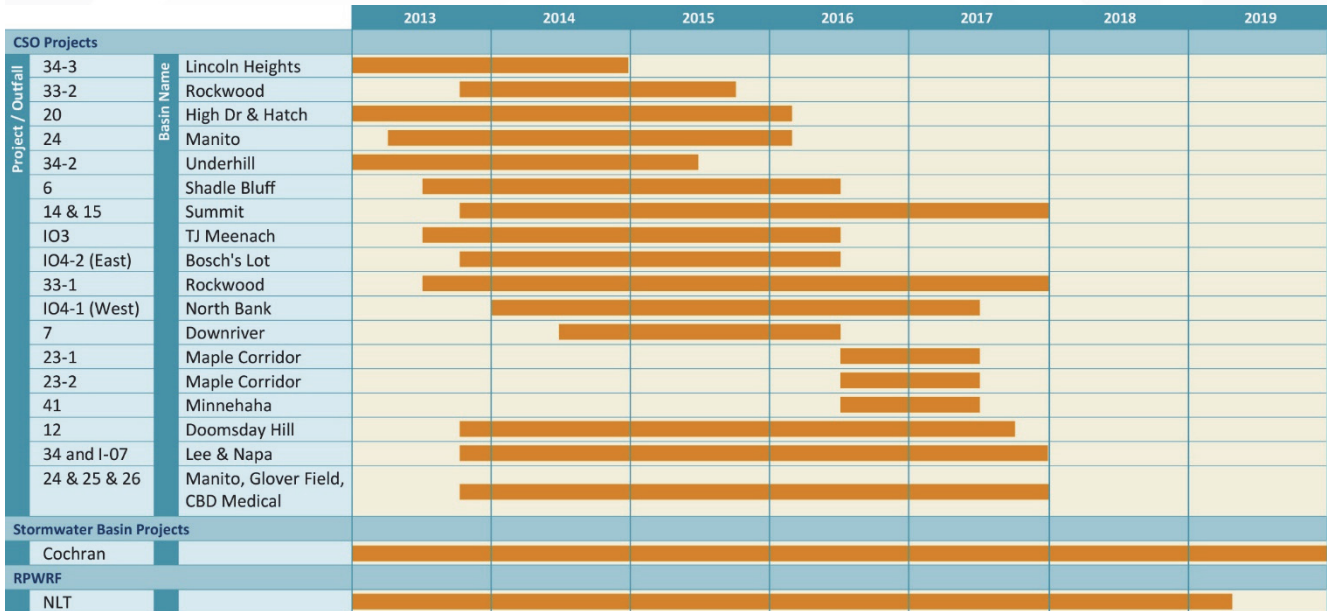 2013 2014 2015 2016 2017 2018 2019
CSO Projects
Project / Outfall
Basin Name
34-3 Lincoln Heights
33-2 Rockwood
20 High Dr & Hatch
24 Manito
34-2 Underhill
6 Shadle Bluff
14 & 15 Summit
IO3 TJ Meenach
IO4-2 (East) Bosch's Lot
33-1 Rockwood
IO4-1 (West) North Bank
7 Downriver
23-1 Maple Corridor
23-2 Maple Corridor
41 Minnehaha
12 Doomsday Hill
34 and I-07 Lee & Napa
24 & 25 & 26 Manito, Glover Field,
CBD Medical
Stormwater Basin Projects
Cochran
RPWRF
NLT